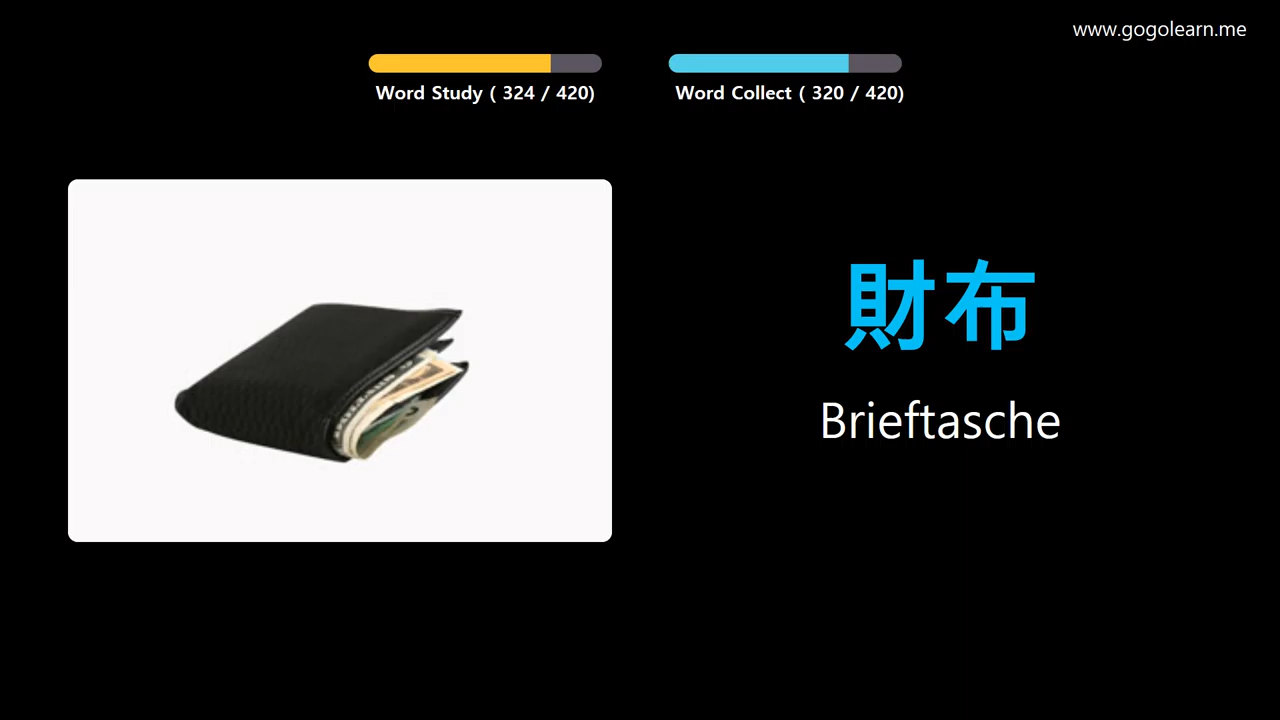 www.gogolearn.me
Word Study ( 324 / 420)
Word Collect ( 320 / 420)
財布
Brieftasche